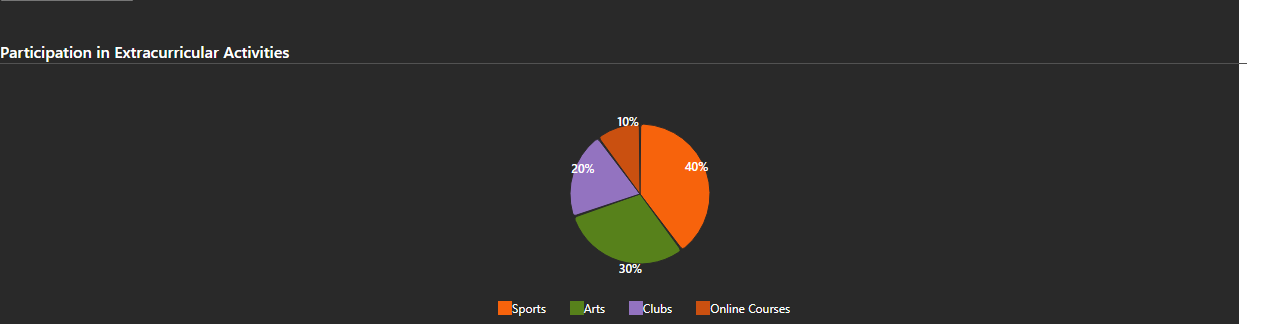 Participation in Extracurricular Activities
10%
40%
20%
30%
Sports Arts Clubs Online Courses